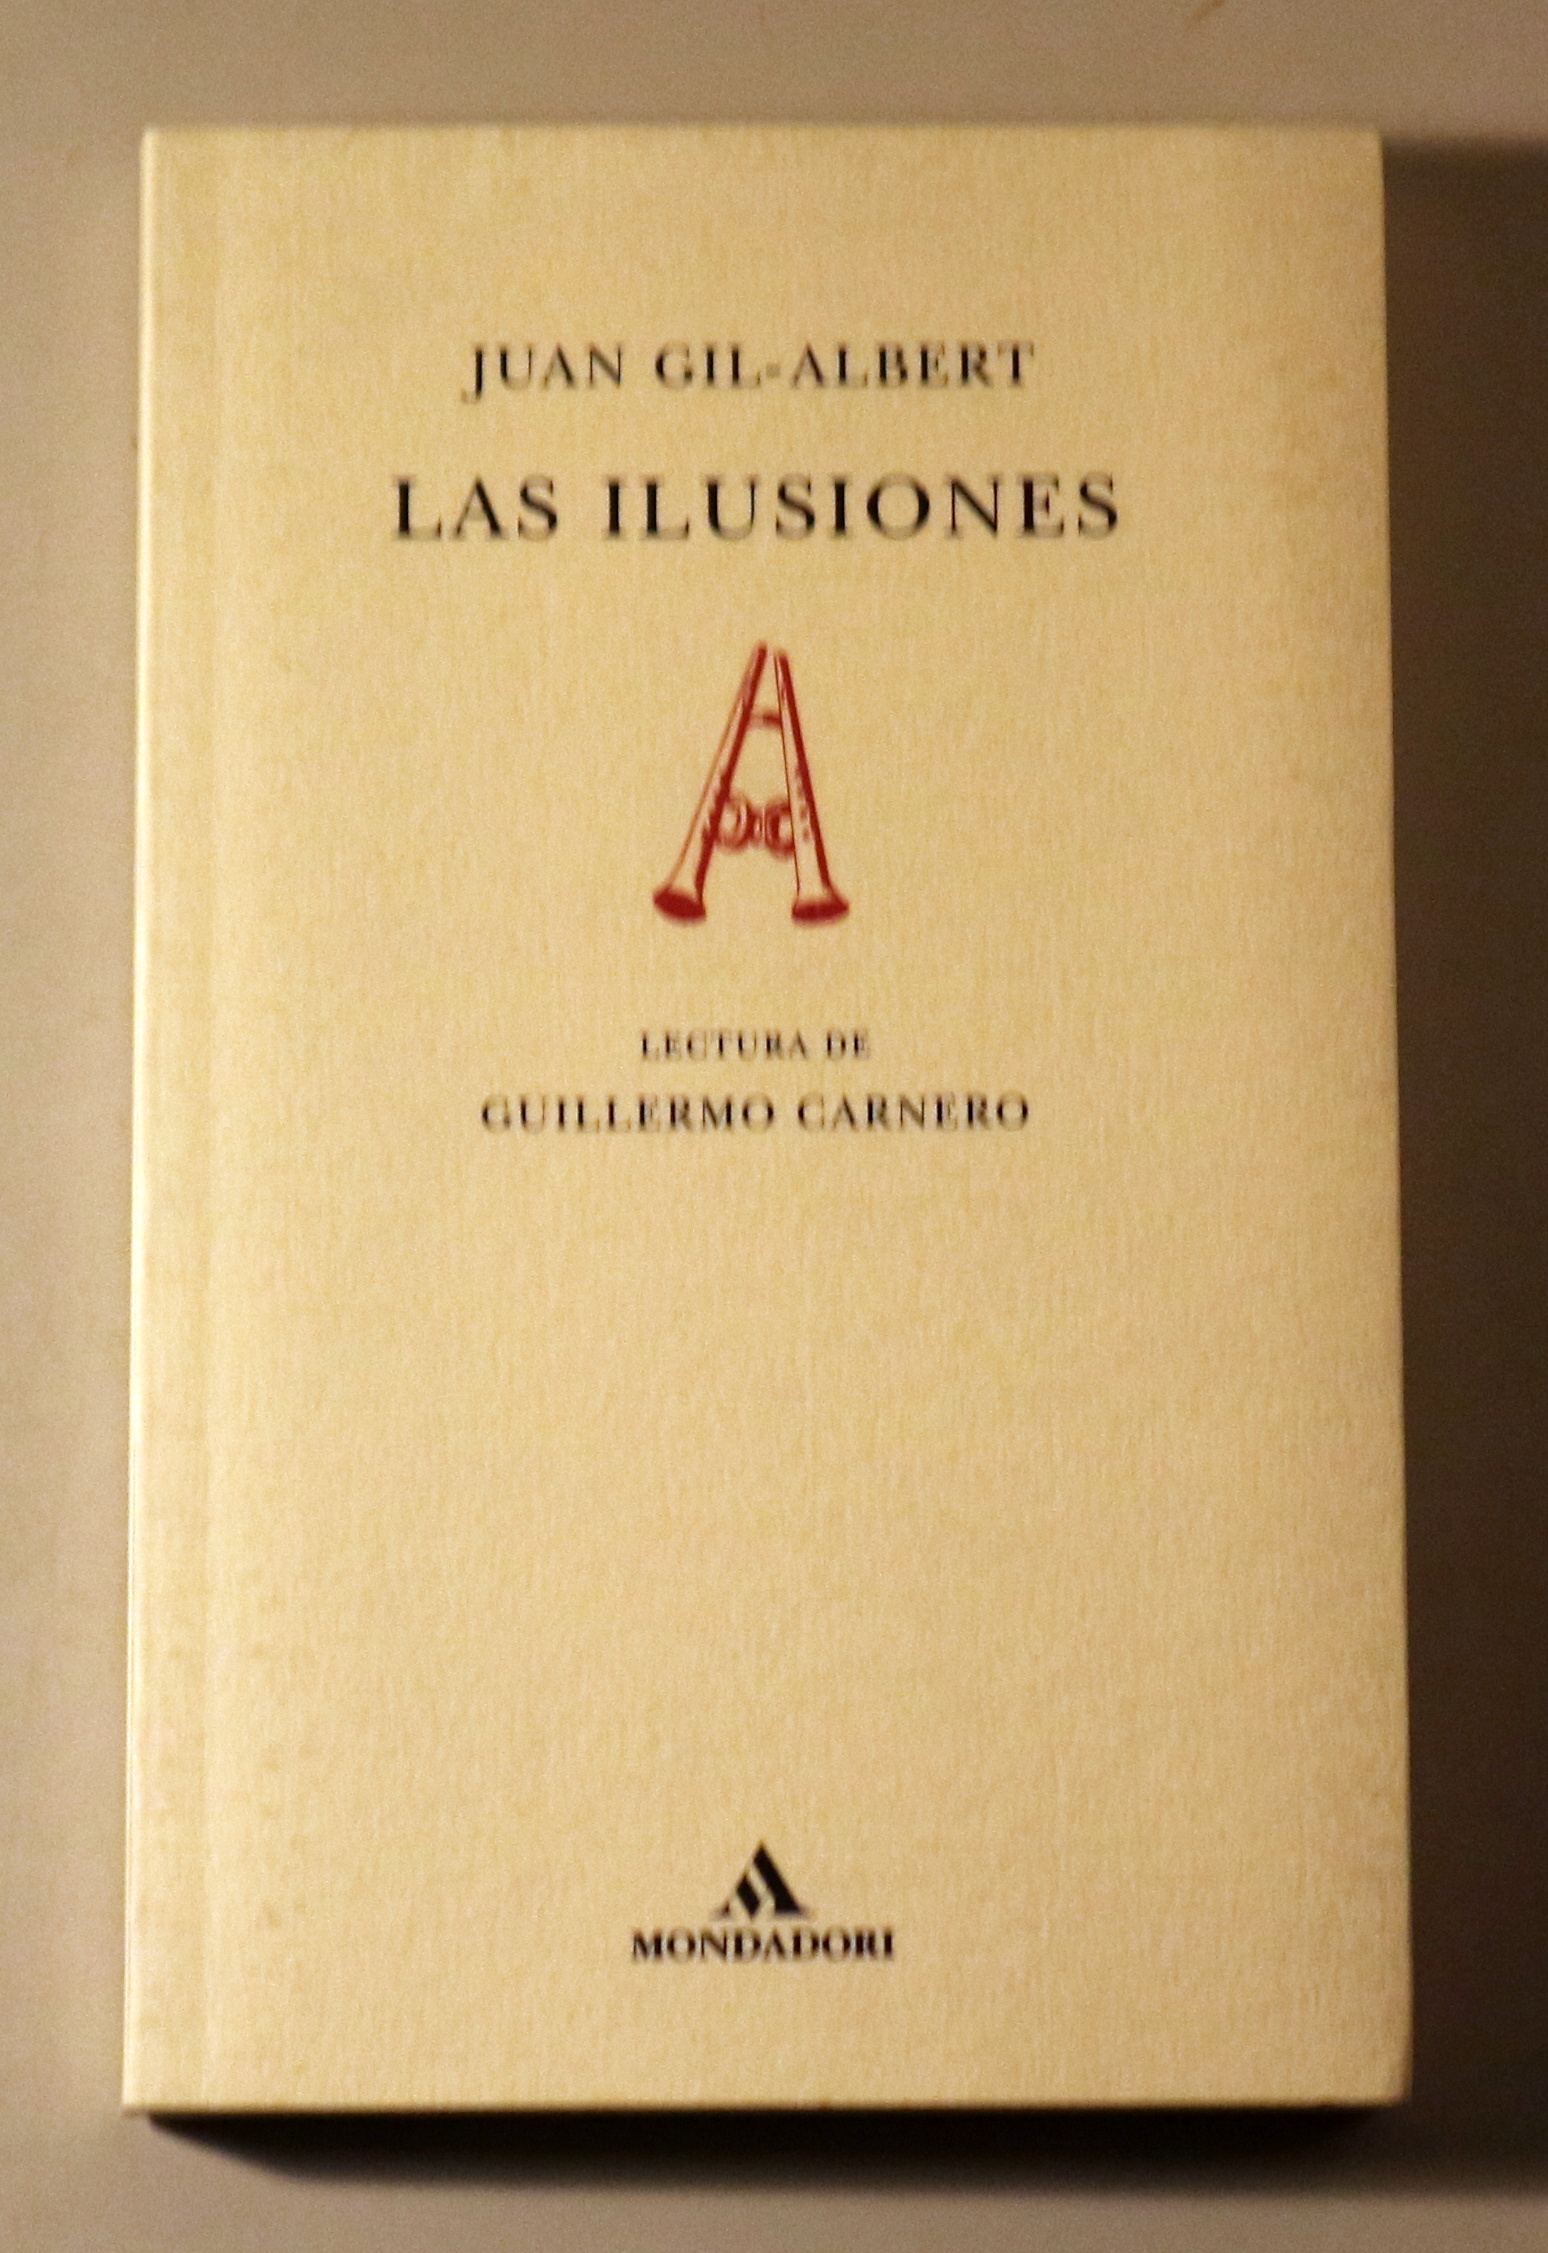 JUAN GIL-ALBERT
LAS ILUSIONES
LECTURA DE
GUILLERMO CARNERO
MONDADORI